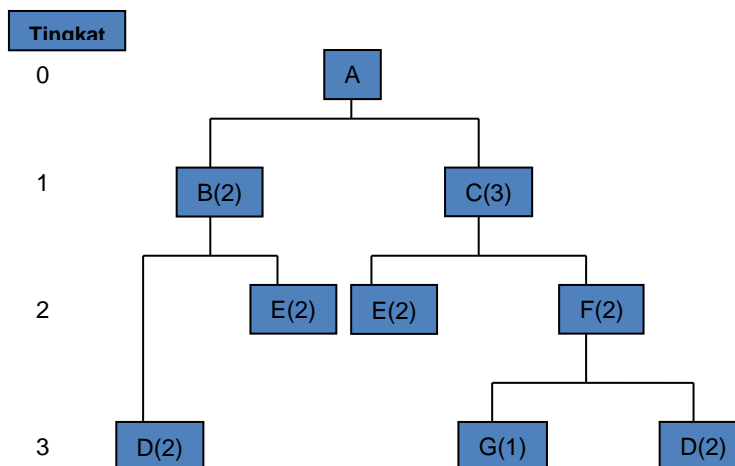 Tingkat
0
A
1
B(2)
C(3)
2
E(2)
E(2)
F(2)
3
D(2)
G(1)
D(2)